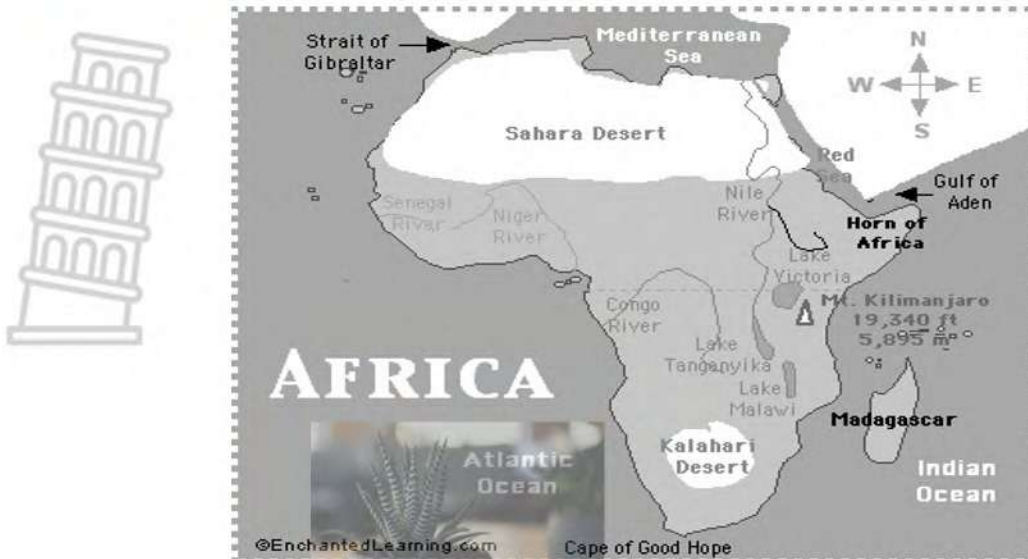 Strait of
Gibraltar
Mediterranean
Sea
N
W
E
S
Sahara Desert
Red
Sea
Gulf of
Aden
Senegal
River
Niger
River
Nile
River
Horn of
Africa
Lake
Victoria
Congo
River
Mt. Kilimanjaro
19,340 ft
5,895 m
Lake
Tanganyika
Lake
Malawi
AFRICA
Madagascar
Kalahari
Desert
Atlantic
Ocean
Indian
Ocean
©EnchantedLearning.com
Cape of Good Hope